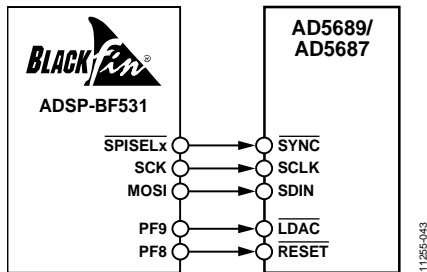 BLACKfin®
ADSP-BF531
SPISELx
SCK
MOSI
PF9
PF8
AD5689/
AD5687
SYNC
SCLK
SDIN
LDAC
RESET
11255-043